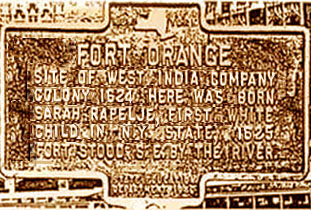 FORT ORANGE
SITE OF WEST INDIA COMPANY
COLONY 1624. HERE WAS BORN
SARAH RAPELJE, FIRST WHITE
CHILD IN N.Y. STATE, 1625.
FORT STOOD S.E. BY THE RIVER.